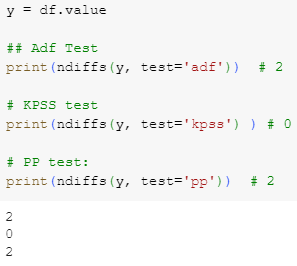 y = df.value
## Adf Test
print(ndiffs(y, test='adf'))  # 2
# KPSS test
print(ndiffs(y, test='kpss') ) # 0
# PP test:
print(ndiffs(y, test='pp'))  # 2
2
0
2